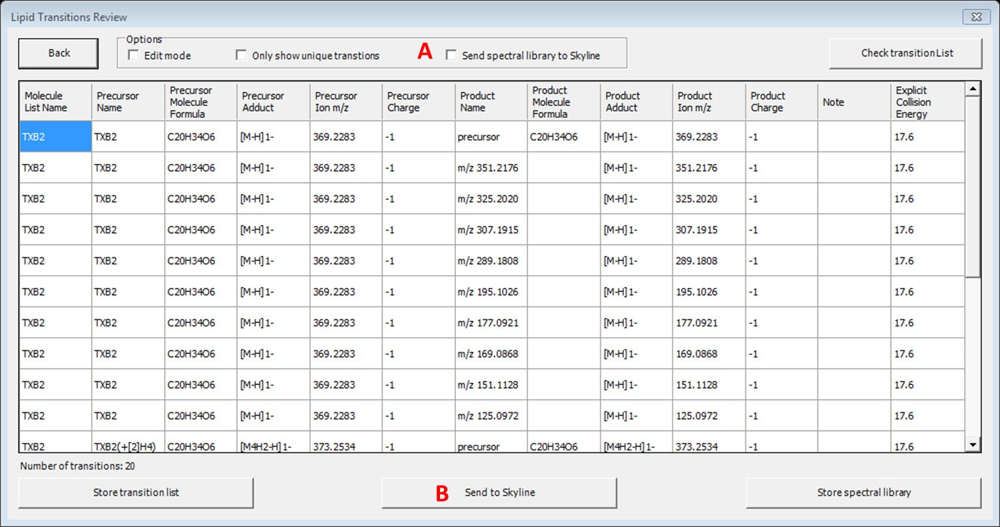 Lipid Transitions Review
Options
Back Edit mode Only show unique transtions A Send spectral library to Skyline Check transition List
Molecule List Name Precursor Name Precursor Molecule Formula Precursor Adduct Precursor Ion m/z Precursor Charge Product Name Product Molecule Formula Product Adduct Product Ion m/z Product Charge Note Explicit Collision Energy
TXB2 TXB2 C20H34O6 [M-H]1- 369.2283 -1 precursor C20H34O6 [M-H]1- 369.2283 -1 17.6
TXB2 TXB2 C20H34O6 [M-H]1- 369.2283 -1 m/z 351.2176 [M-H]1- 351.2176 -1 17.6
TXB2 TXB2 C20H34O6 [M-H]1- 369.2283 -1 m/z 325.2020 [M-H]1- 325.2020 -1 17.6
TXB2 TXB2 C20H34O6 [M-H]1- 369.2283 -1 m/z 307.1915 [M-H]1- 307.1915 -1 17.6
TXB2 TXB2 C20H34O6 [M-H]1- 369.2283 -1 m/z 289.1808 [M-H]1- 289.1808 -1 17.6
TXB2 TXB2 C20H34O6 [M-H]1- 369.2283 -1 m/z 195.1026 [M-H]1- 195.1026 -1 17.6
TXB2 TXB2 C20H34O6 [M-H]1- 369.2283 -1 m/z 177.0921 [M-H]1- 177.0921 -1 17.6
TXB2 TXB2 C20H34O6 [M-H]1- 369.2283 -1 m/z 169.0868 [M-H]1- 169.0868 -1 17.6
TXB2 TXB2 C20H34O6 [M-H]1- 369.2283 -1 m/z 151.1128 [M-H]1- 151.1128 -1 17.6
TXB2 TXB2 C20H34O6 [M-H]1- 369.2283 -1 m/z 125.0972 [M-H]1- 125.0972 -1 17.6
TXB2 TXB2(+[2]H4) C20H34O6 [M4H2-H]1- 373.2534 -1 precursor C20H34O6 [M4H2-H]1- 373.2534 -1 17.6
Number of transitions: 20
Store transition list B Send to Skyline Store spectral library